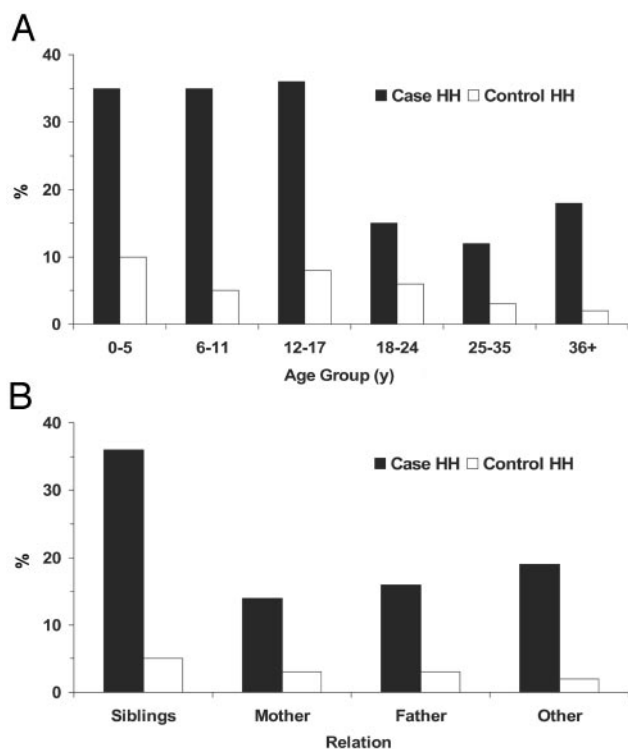 A
40
30
20
10
0
%
Case HH Control HH
0-5 6-11 12-17 18-24 25-35 36+
Age Group (y)
B
40
30
20
10
0
%
Case HH Control HH
Siblings Mother Father Other
Relation